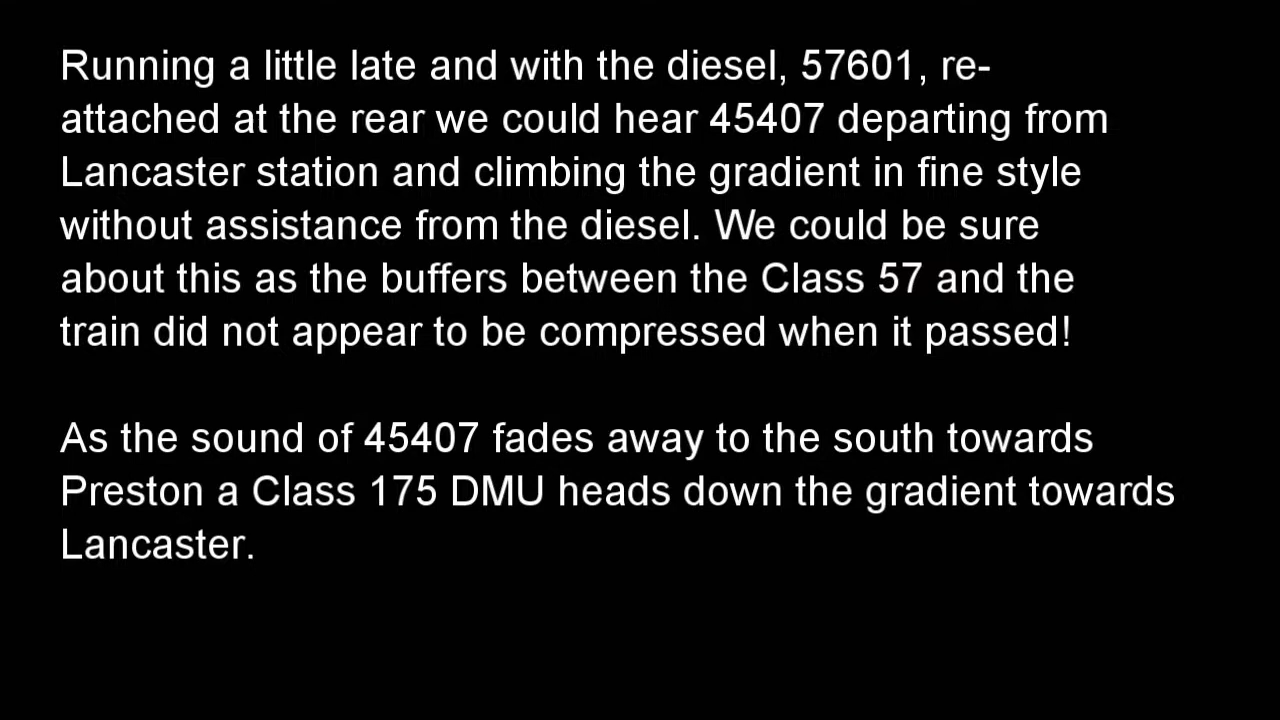 Running a little late and with the diesel, 57601, re-
attached at the rear we could hear 45407 departing from
Lancaster station and climbing the gradient in fine style
without assistance from the diesel. We could be sure
about this as the buffers between the Class 57 and the
train did not appear to be compressed when it passed!
As the sound of 45407 fades away to the south towards
Preston a Class 175 DMU heads down the gradient towards
Lancaster.